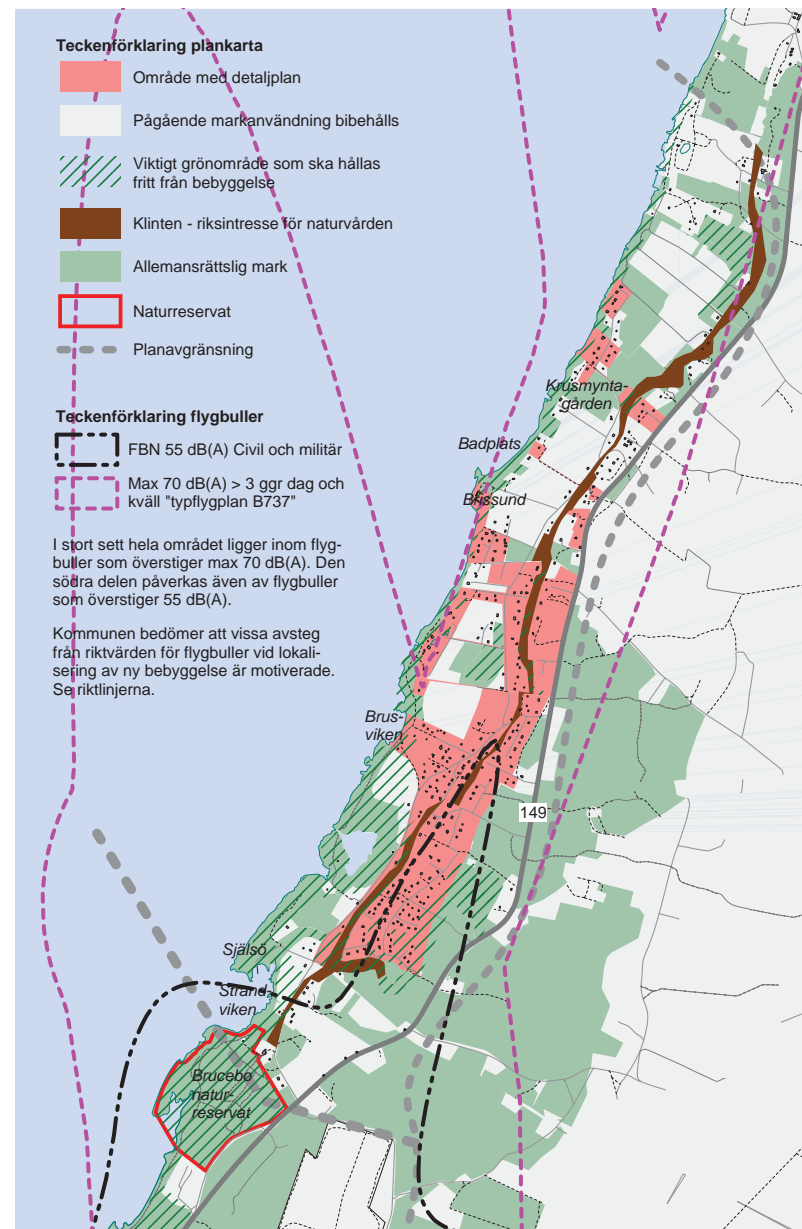 Teckenförklaring plankarta
Område med detaljplan
Pågående markanvändning bibehålls
Viktigt grönområde som ska hållas
fritt från bebyggelse
Klinten - riksintresse för naturvården
Allemansrättslig mark
Naturreservat
Planavgränsning
Teckenförklaring flygbuller
FBN 55 dB(A) Civil och militär
Max 70 dB(A) > 3 ggr dag och
kväll "typflygplan B737"
I stort sett hela området ligger inom flyg-
buller som överstiger max 70 dB(A). Den
södra delen påverkas även av flygbuller
som överstiger 55 dB(A).
Kommunen bedömer att vissa avsteg
från riktvärden för flygbuller vid lokali-
sering av ny bebyggelse är motiverade.
Se riktlinjerna.
Krusmynta-
gården
Badplats
Brissund
Brus-
viken
149
Själsö
Strand-
viken
Brucebo
natur-
reservat